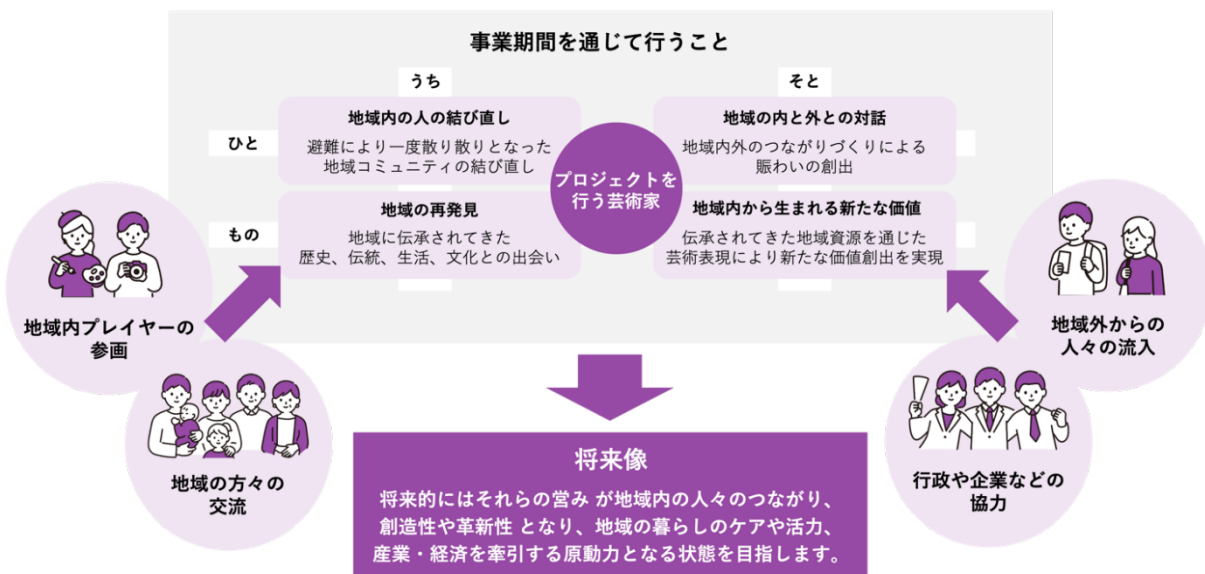 事業期間を通じて行うこと
うち
そと
ひと
地域内の人の結び直し
避難により一度散り散りとなった
地域コミュニティの結び直し
地域の内と外との対話
地域内外のつながりづくりによる
賑わいの創出
プロジェクトを
行う芸術家
もの
地域の再発見
地域に伝承されてきた
歴史、伝統、生活、文化との出会い
地域内から生まれる新たな価値
伝承されてきた地域資源を通じた
芸術表現により新たな価値創出を実現
地域内プレイヤーの
参画
地域の方々の
交流
地域外からの
人々の流入
行政や企業などの
協力
将来像
将来的にはそれらの営み が地域内の人々のつながり、
創造性や革新性 となり、地域の暮らしのケアや活力、
産業・経済を牽引する原動力となる状態を目指します。